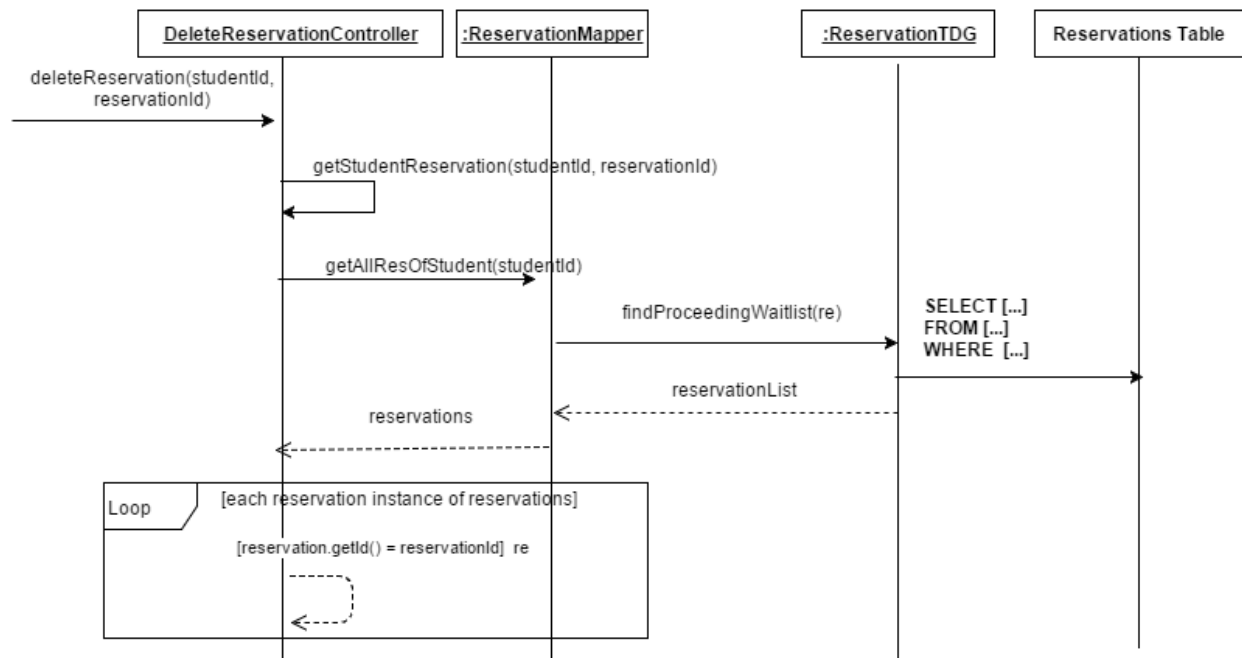 DeleteReservationController
:ReservationMapper
:ReservationTDG
Reservations Table
deleteReservation(studentId,
reservationId)
getStudentReservation(studentId, reservationId)
getAllResOfStudent(studentId)
findProceedingWaitlist(re)
SELECT [...]
FROM [...]
WHERE [...]
reservationList
reservations
Loop
[each reservation instance of reservations]
[reservation.getId() = reservationId] re